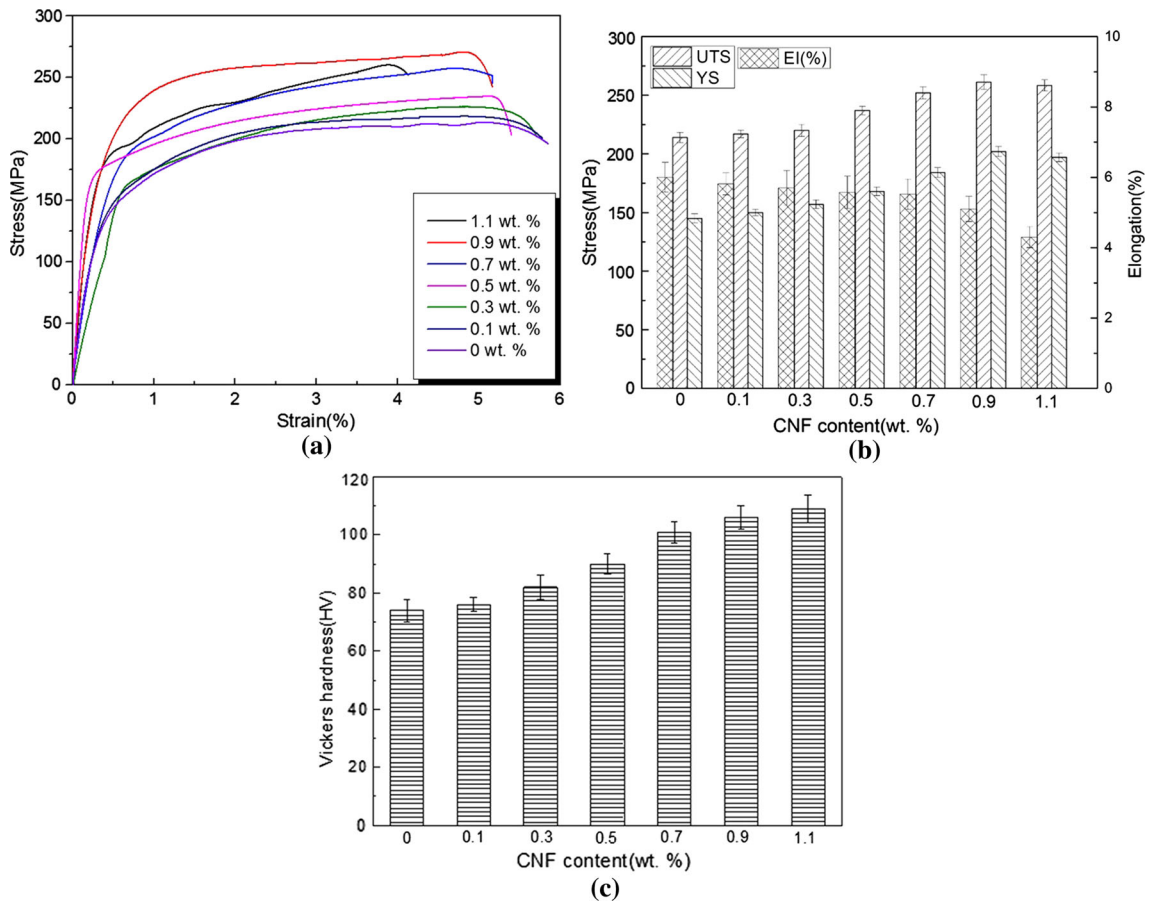 300
250
200
150
100
50
0
Stress(MPa)
1.1 wt. %
0.9 wt. %
0.7 wt. %
0.5 wt. %
0.3 wt. %
0.1 wt. %
0 wt. %
0 1 2 3 4 5 6
Strain(%)
(a)
300
250
200
150
100
50
0
Stress(MPa)
UTS
YS
EI(%)
10
8
6
4
2
0
Elongation(%)
0 0.1 0.3 0.5 0.7 0.9 1.1
CNF content(wt. %)
(b)
120
100
80
60
40
20
0
Vickers hardness(HV)
0 0.1 0.3 0.5 0.7 0.9 1.1
CNF content(wt. %)
(c)